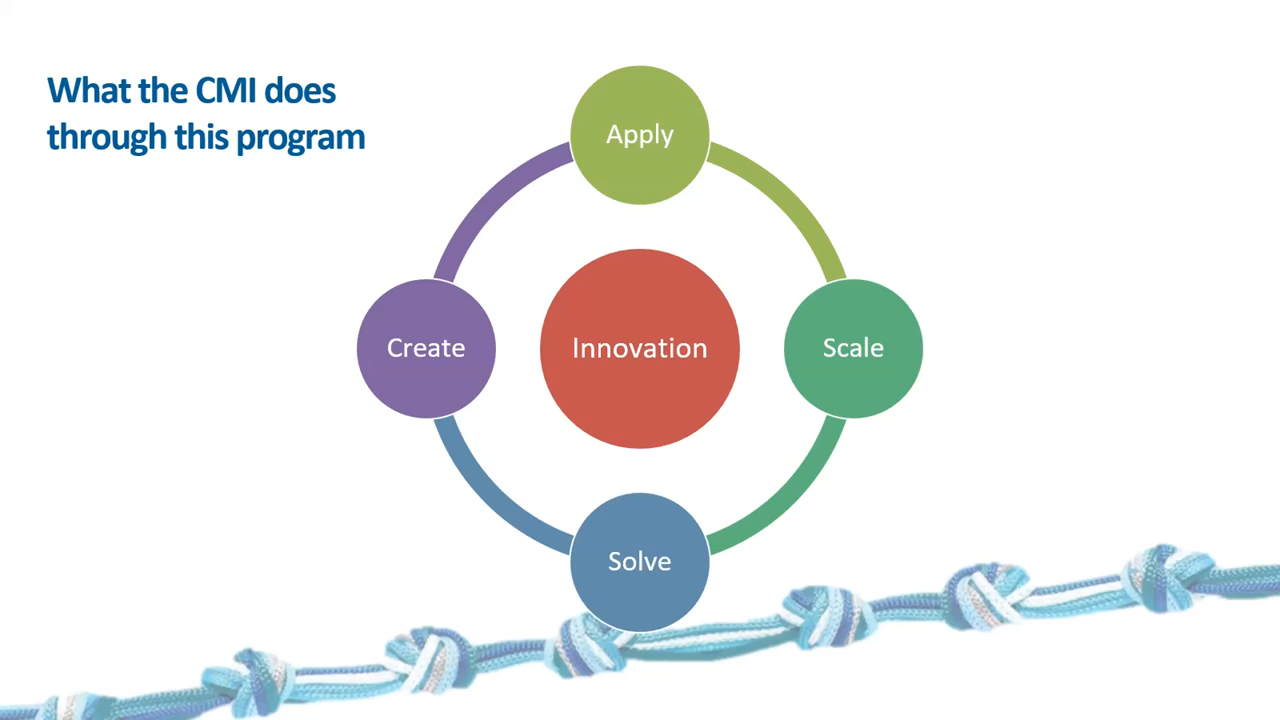 What the CMI does
through this program
Apply
Create
Innovation
Scale
Solve